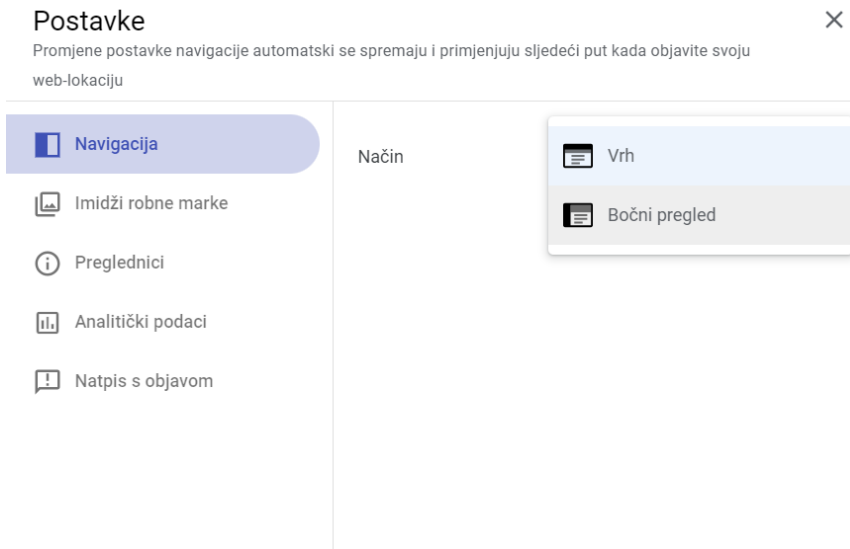 Postavke
Promjene postavke navigacije automatski se spremaju i primjenjuju sljedeći put kada objavite svoju
web-lokaciju
Navigacija
Način
Vrh
Imidži robne marke
Bočni pregled
Preglednici
Analitički podaci
Natpis s objavom